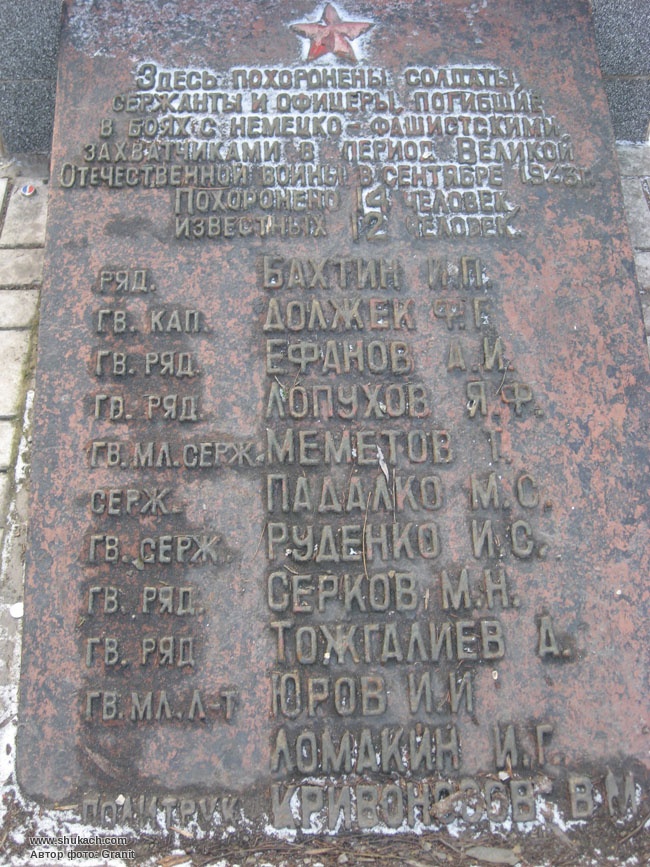 Здесь похоронены солдаты,
сержанты и офицеры, погибшие
в боях с немецко-фашистскими
захватчиками в период Великой
Отечественной войны в сентябре 1943г.
Похоронено 14 человек
известных 12 человек.
ряд. БАХТИН И.П.
гв. кап. ДОЛЖЕК Ф.Г.
гв. ряд. ЕФАНОВ А.И.
гв. ряд. ЛОПУХОВ Я.Ф.
гв. мл. серж. МЕМЕТОВ
серж. ПАДАЛКО М.С.
гв. серж. РУДЕНКО И.С.
гв. ряд. СЕРКОВ М.Н.
гв. ряд ТОЖГАЛИЕВ А.
гв. мл. л-т ЮРОВ И.И
ЛОМАКИН И.Г.
политрук КРИВОНОСОВ В М
www.shukach.com
Автор фото: Granit